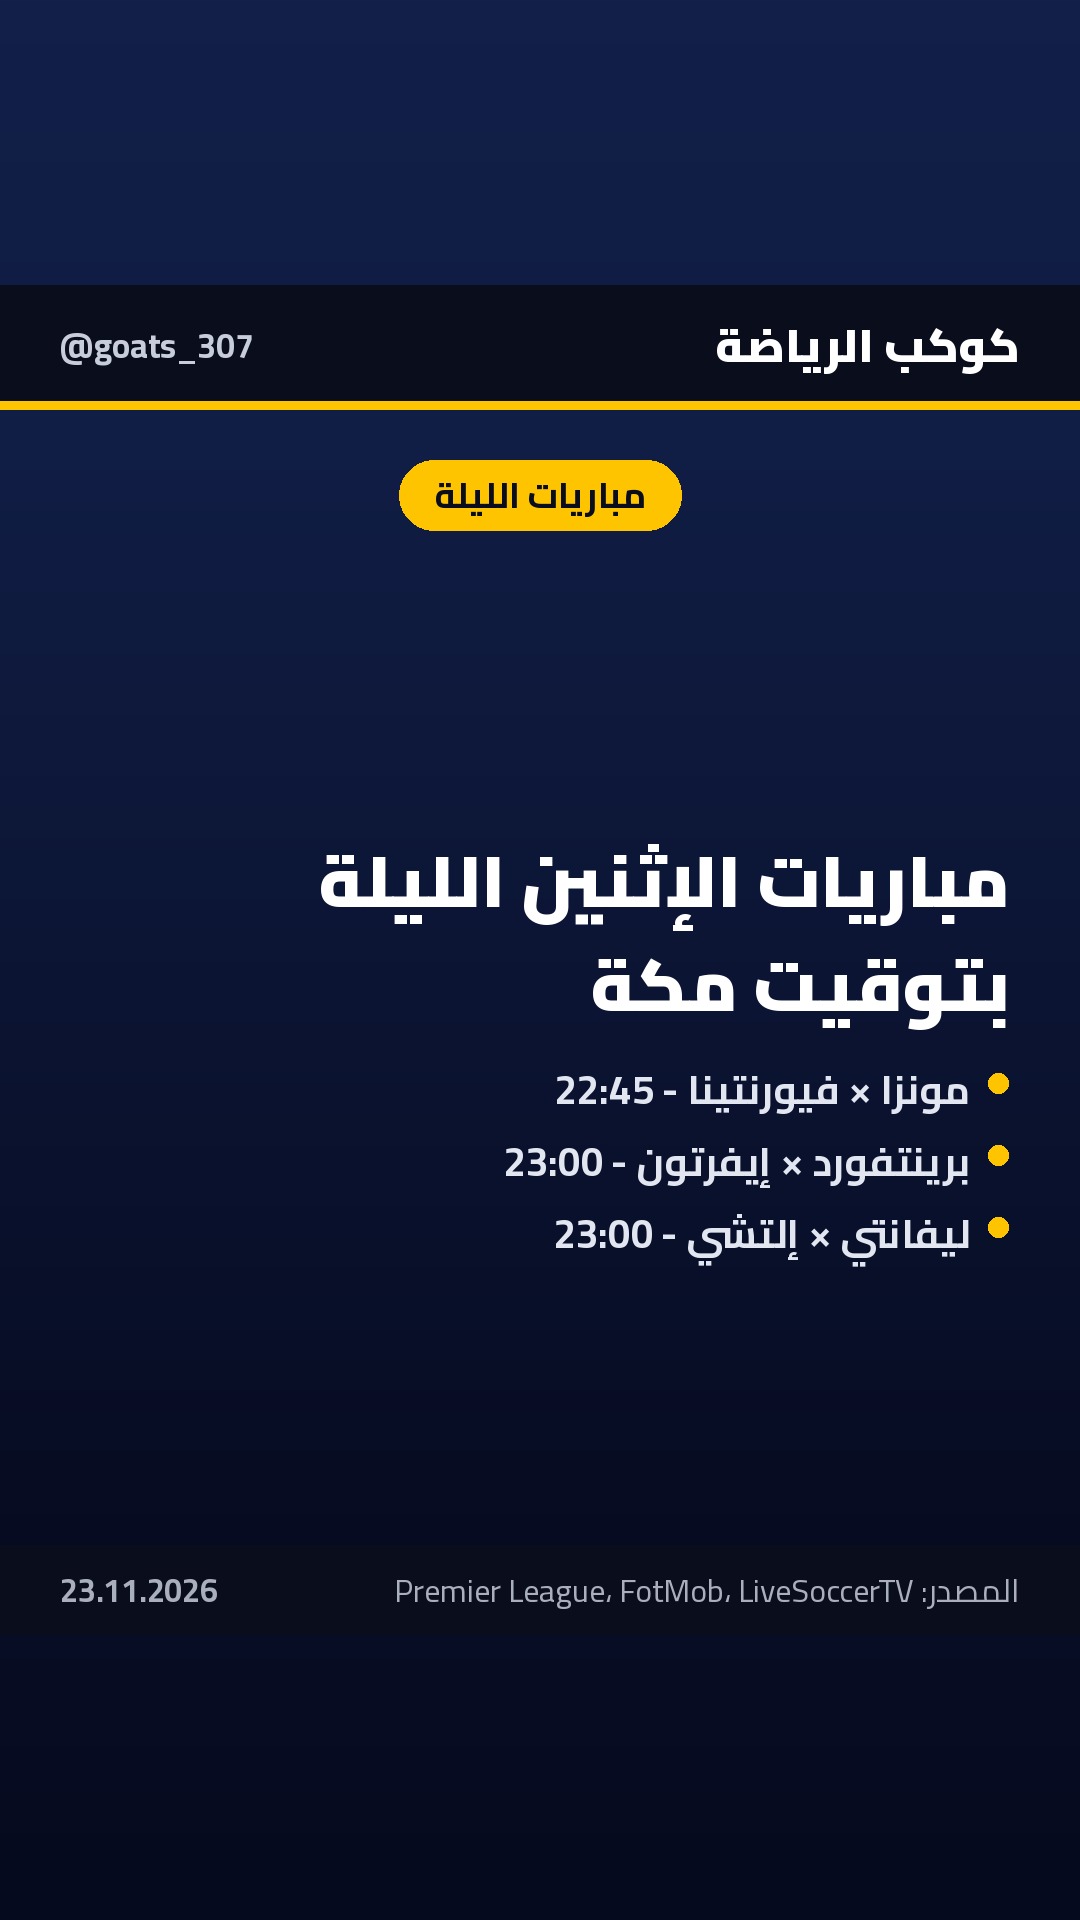 كوكب الرياضة
@goats_307
مباريات الليلة
مباريات الإثنين الليلة
بتوقيت مكة
مونزا × فيورنتينا - 22:45
برينتفورد × إيفرتون - 23:00
ليفانتي × إلتشي - 23:00
المصدر: Premier League، FotMob، LiveSoccerTV
23.11.2026